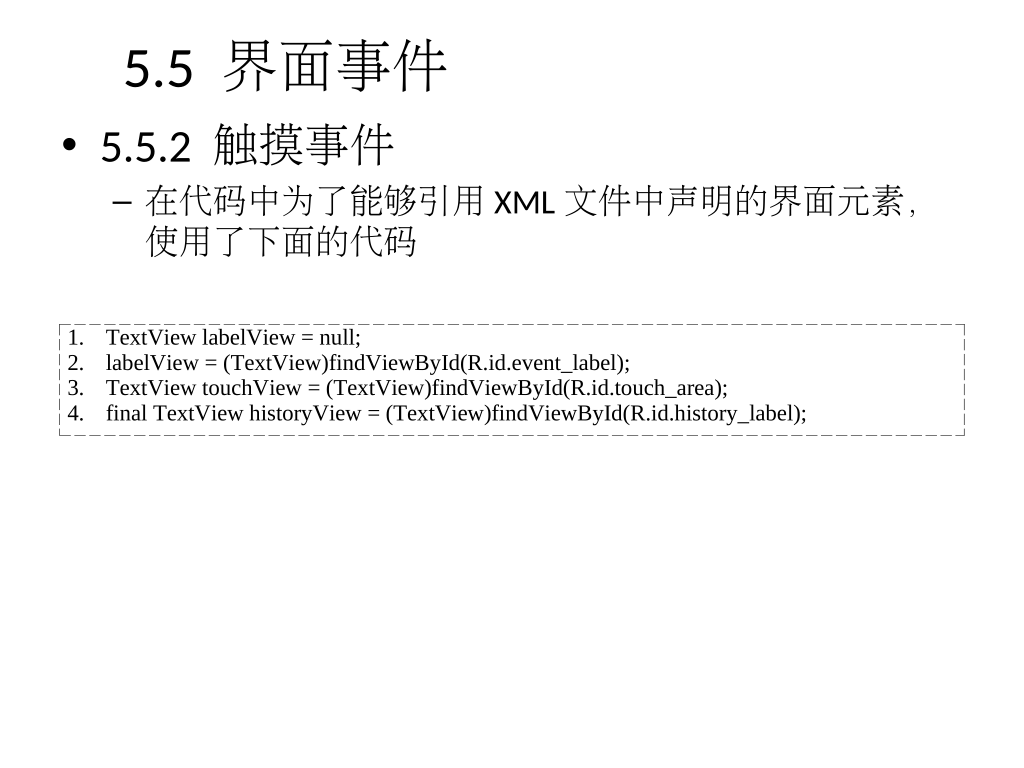 5.5 界面事件
• 5.5.2 触摸事件
– 在代码中为了能够引用 XML 文件中声明的界面元素，
使用了下面的代码
1. TextView labelView = null;
2. labelView = (TextView)findViewById(R.id.event_label);
3. TextView touchView = (TextView)findViewById(R.id.touch_area);
4. final TextView historyView = (TextView)findViewById(R.id.history_label);